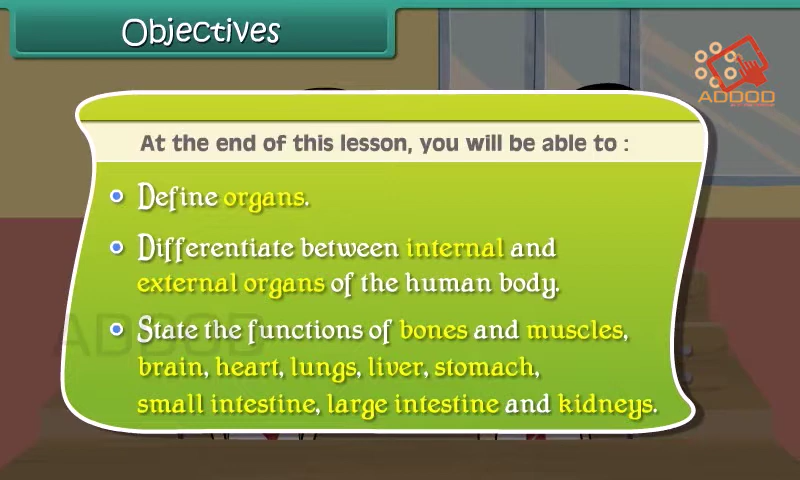 Objectives
ADDOD
At the end of this lesson, you will be able to :
Define organs.
Differentiate between internal and
external organs of the human body.
State the functions of bones and muscles,
ADDOD
brain, heart, lungs, liver, stomach,
small intestine, large intestine and kidneys.